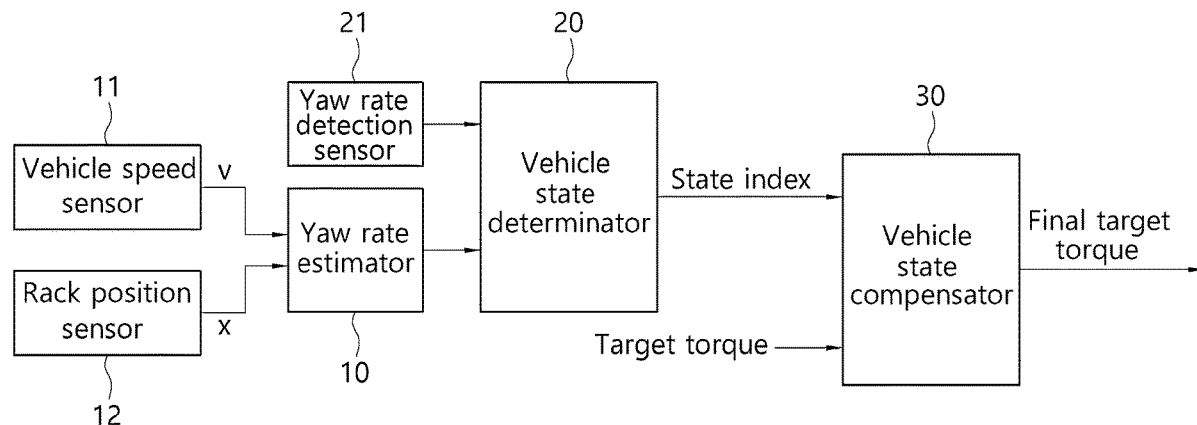 21
20
11
30
Yaw rate
detection
sensor
Vehicle speed
sensor
v
Vehicle
state
determinator
State index
Yaw rate
estimator
Vehicle
state
compensator
Final target
torque
Rack position
sensor
x
Target torque
10
12